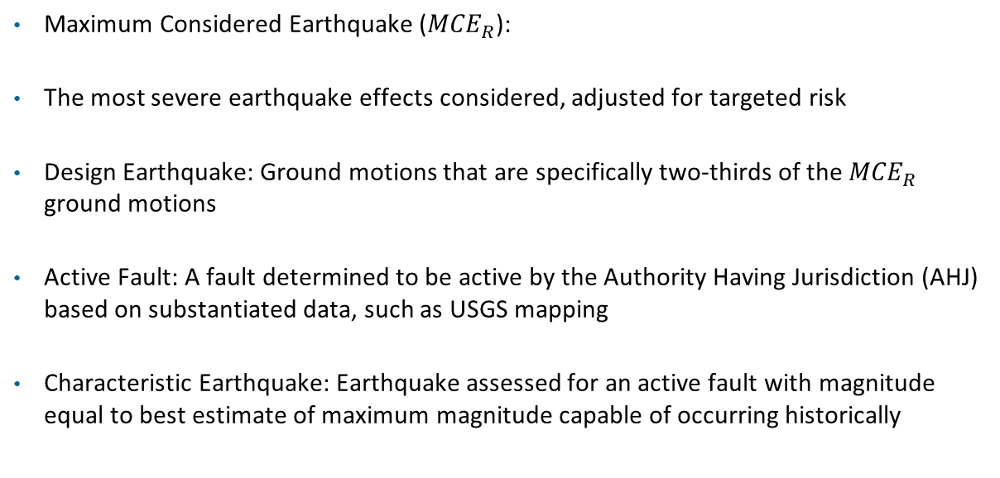 • Maximum Considered Earthquake (MCE_R):
• The most severe earthquake effects considered, adjusted for targeted risk
• Design Earthquake: Ground motions that are specifically two-thirds of the MCE_R
ground motions
• Active Fault: A fault determined to be active by the Authority Having Jurisdiction (AHJ)
based on substantiated data, such as USGS mapping
• Characteristic Earthquake: Earthquake assessed for an active fault with magnitude
equal to best estimate of maximum magnitude capable of occurring historically